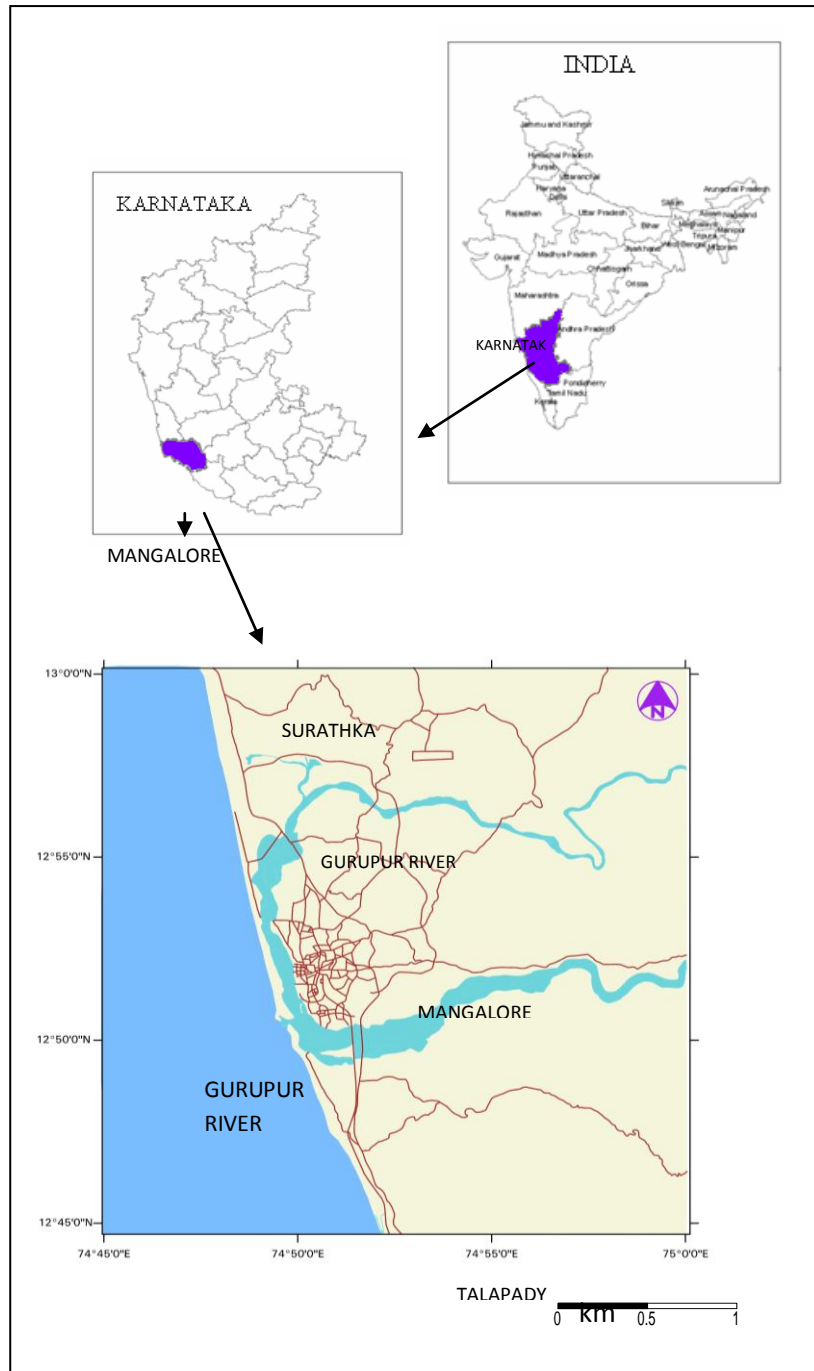 INDIA
Jammu and Kashmir
Himachal Pradesh
Punjab
Uttaranchal
Haryana
Delhi
Arunachal Pradesh
Sikkim
Rajasthan
Uttar Pradesh
Assam
Nagaland
Bihar
Meghalaya
Manipur
Tripura
Gujarat
Madhya Pradesh
Jharkhand
West Bengal
Mizoram
Chhattisgarh
Orissa
Maharashtra
Andhra Pradesh
KARNATAK
Pondicherry
Tamil Nadu
Kerala
KARNATAKA
MANGALORE
13°0'0"N
SURATHKA
N
12°55'0"N
GURUPUR RIVER
MANGALORE
12°50'0"N
GURUPUR
RIVER
12°45'0"N
74°45'0"E 74°50'0"E 74°55'0"E 75°0'0"E
TALAPADY
0 km 0.5 1